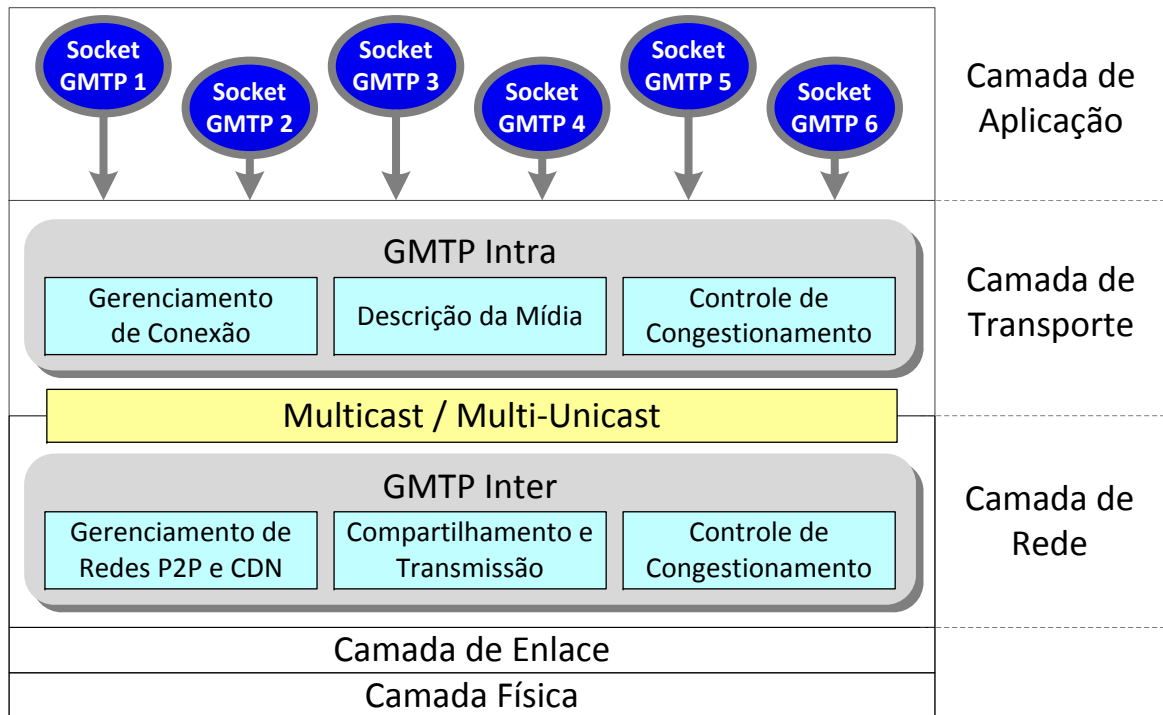 Socket
GMTP 1
Socket
GMTP 2
Socket
GMTP 3
Socket
GMTP 4
Socket
GMTP 5
Socket
GMTP 6
Camada de
Aplicação
GMTP Intra
Gerenciamento
de Conexão
Descrição da Mídia
Controle de
Congestionamento
Camada de
Transporte
Multicast / Multi-Unicast
GMTP Inter
Gerenciamento de
Redes P2P e CDN
Compartilhamento e
Transmissão
Controle de
Congestionamento
Camada de
Rede
Camada de Enlace
Camada Física